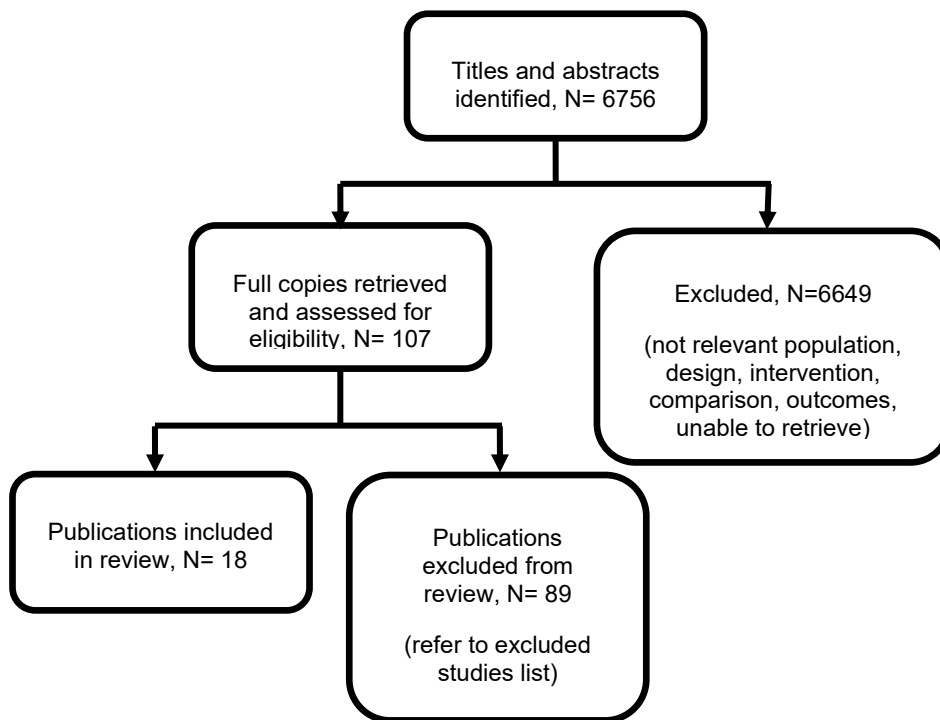 Titles and abstracts
identified, N= 6756
Full copies retrieved
and assessed for
eligibility, N= 107
Excluded, N=6649
(not relevant population,
design, intervention,
comparison, outcomes,
unable to retrieve)
Publications included
in review, N= 18
Publications
excluded from
review, N= 89
(refer to excluded
studies list)